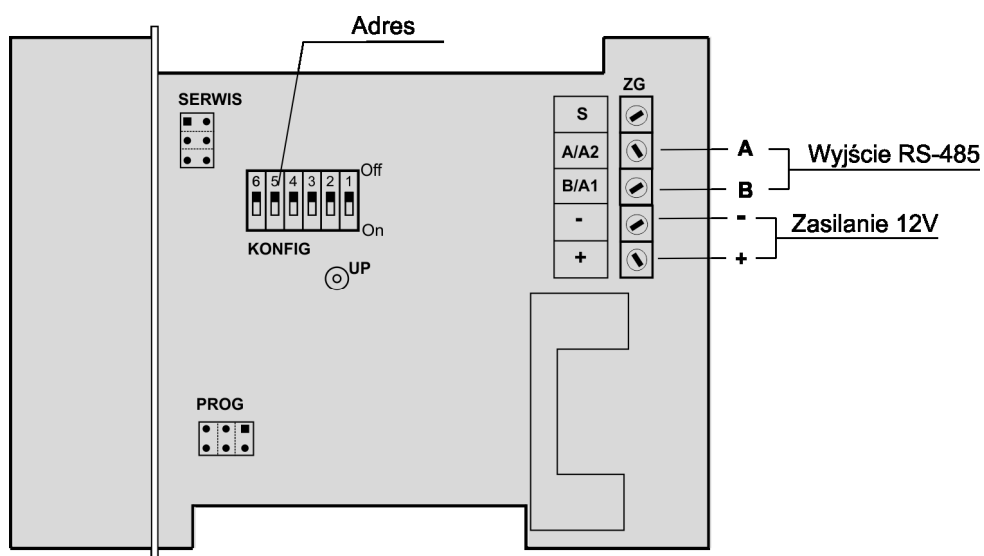 Adres
SERWIS
ZG
S
A/A2
B/A1
-
+
A
B
-
+
Wyjście RS-485
Zasilanie 12V
6 5 4 3 2 1
Off
On
KONFIG
UP
PROG